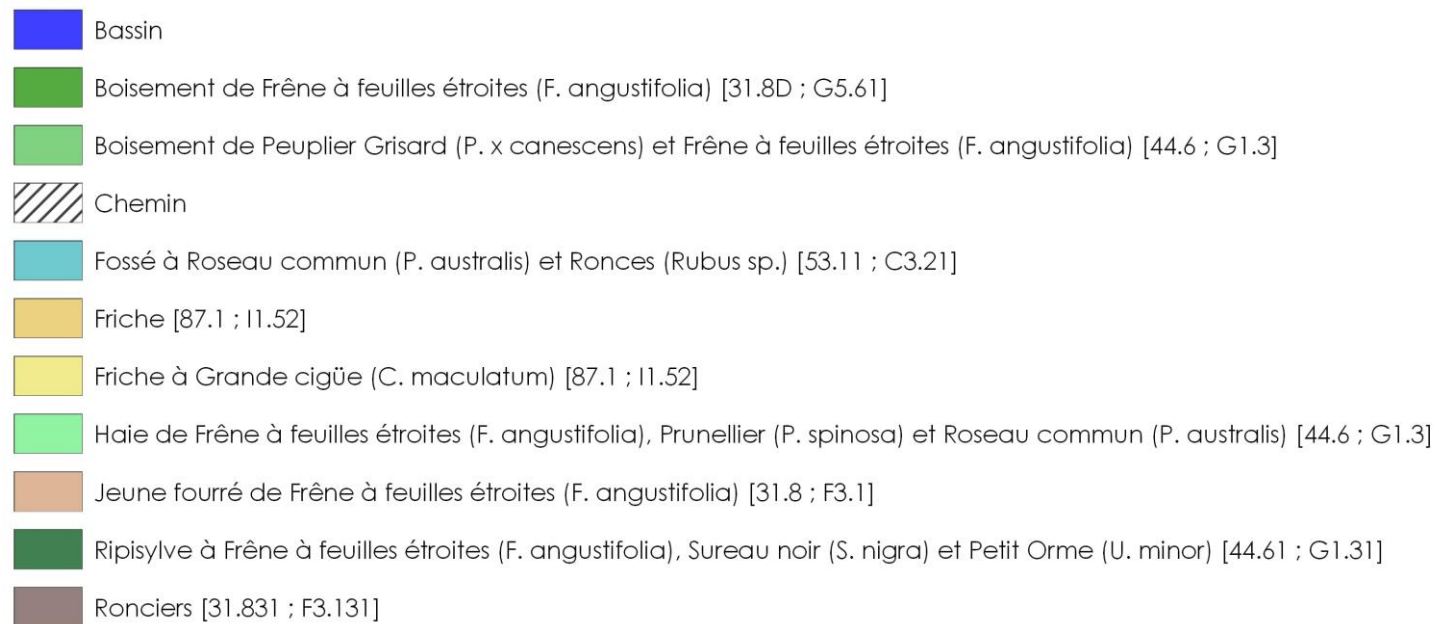 Bassin
Boisement de Frêne à feuilles étroites (F. angustifolia) [31.8D ; G5.61]
Boisement de Peuplier Grisard (P. x canescens) et Frêne à feuilles étroites (F. angustifolia) [44.6 ; G1.3]
Chemin
Fossé à Roseau commun (P. australis) et Ronces (Rubus sp.) [53.11 ; C3.21]
Friche [87.1 ; I1.52]
Friche à Grande cigüe (C. maculatum) [87.1 ; I1.52]
Haie de Frêne à feuilles étroites (F. angustifolia), Prunellier (P. spinosa) et Roseau commun (P. australis) [44.6 ; G1.3]
Jeune fourré de Frêne à feuilles étroites (F. angustifolia) [31.8 ; F3.1]
Ripisylve à Frêne à feuilles étroites (F. angustifolia), Sureau noir (S. nigra) et Petit Orme (U. minor) [44.61 ; G1.31]
Ronciers [31.831 ; F3.131]